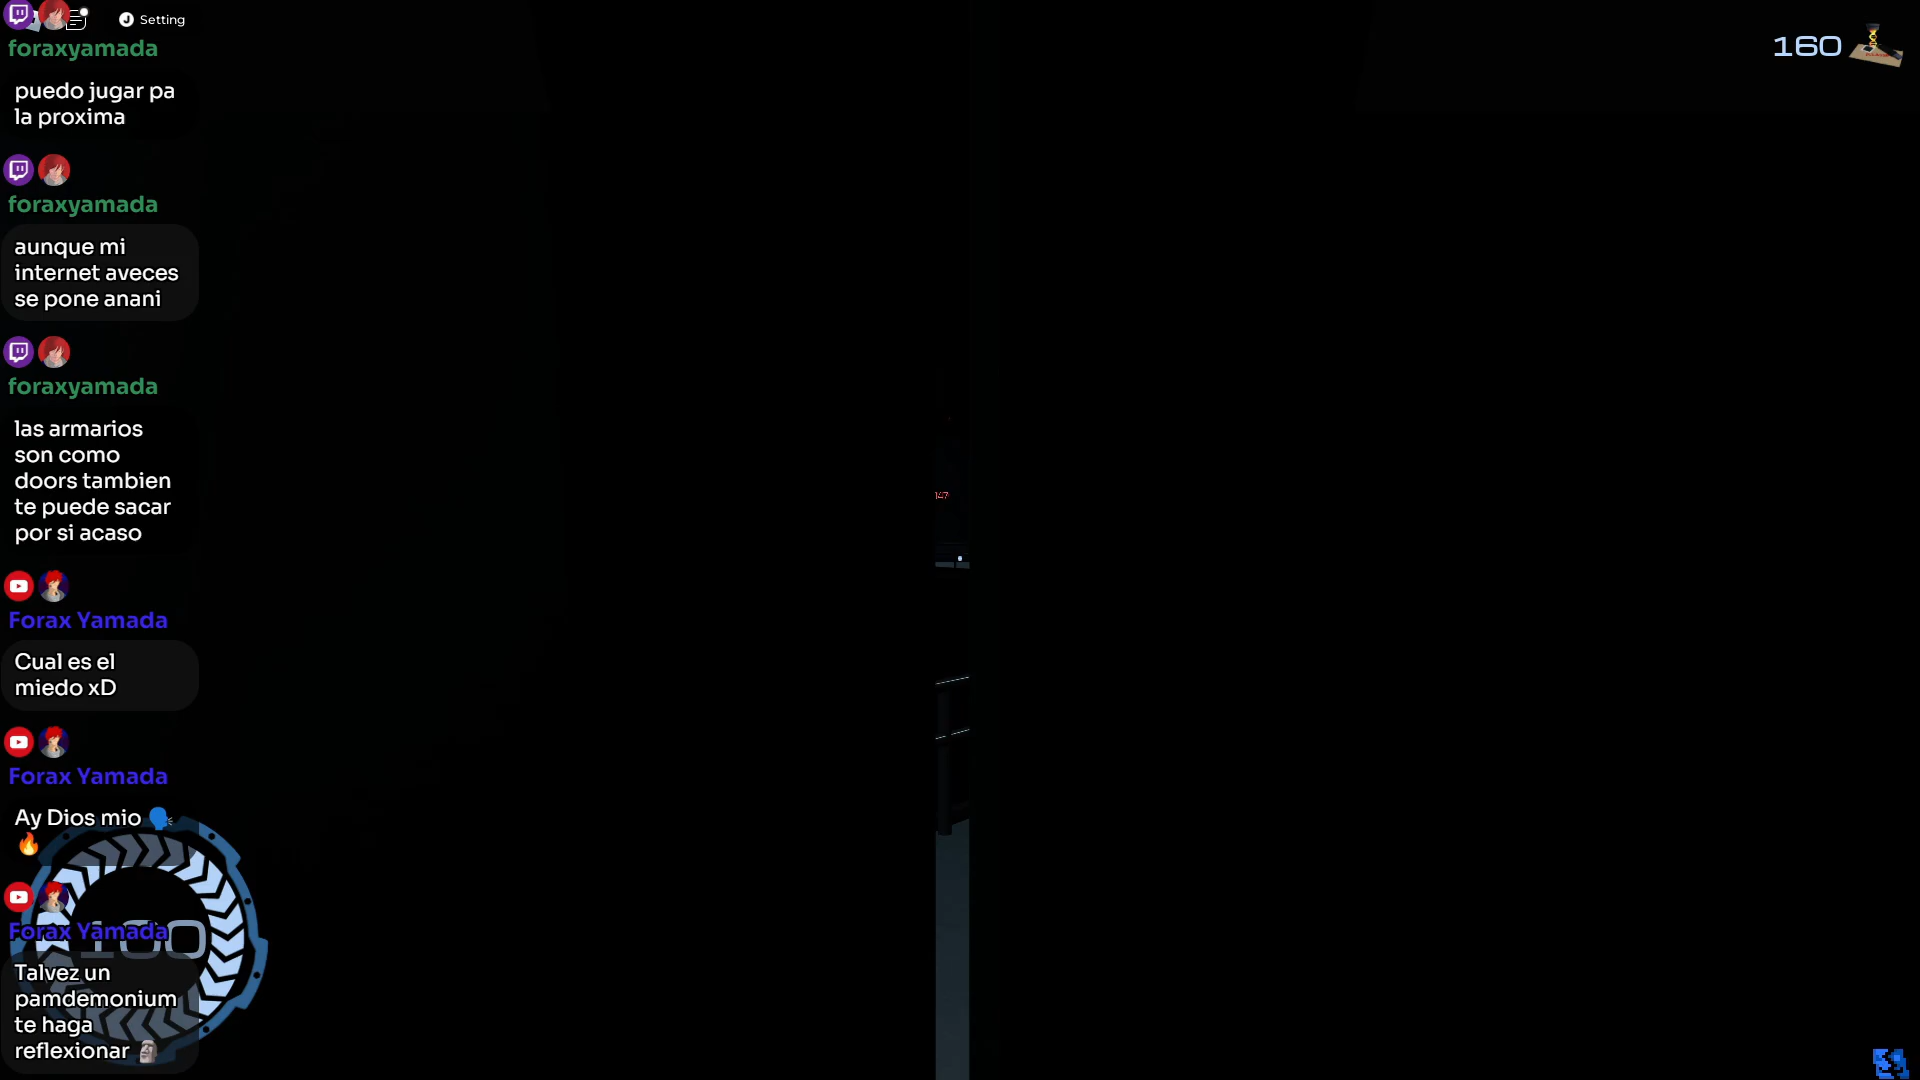 Setting
160
foraxyamada
puedo jugar pa
la proxima
foraxyamada
aunque mi
internet aveces
se pone anani
foraxyamada
las armarios
son como
doors tambien
te puede sacar
por si acaso
147
Forax Yamada
Cual es el
miedo xD
Forax Yamada
Ay Dios mio 🗣️
🔥
Forax Yamada
100
Talvez un
pamdemonium
te haga
reflexionar 🗿